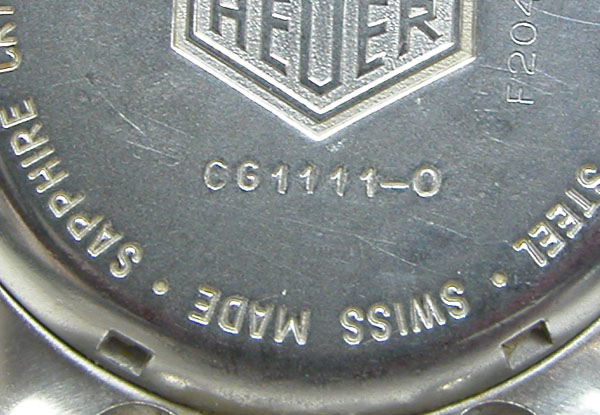 HEUER
F204
CG1111-0
SAPPHIRE
STEEL • SWISS MADE •